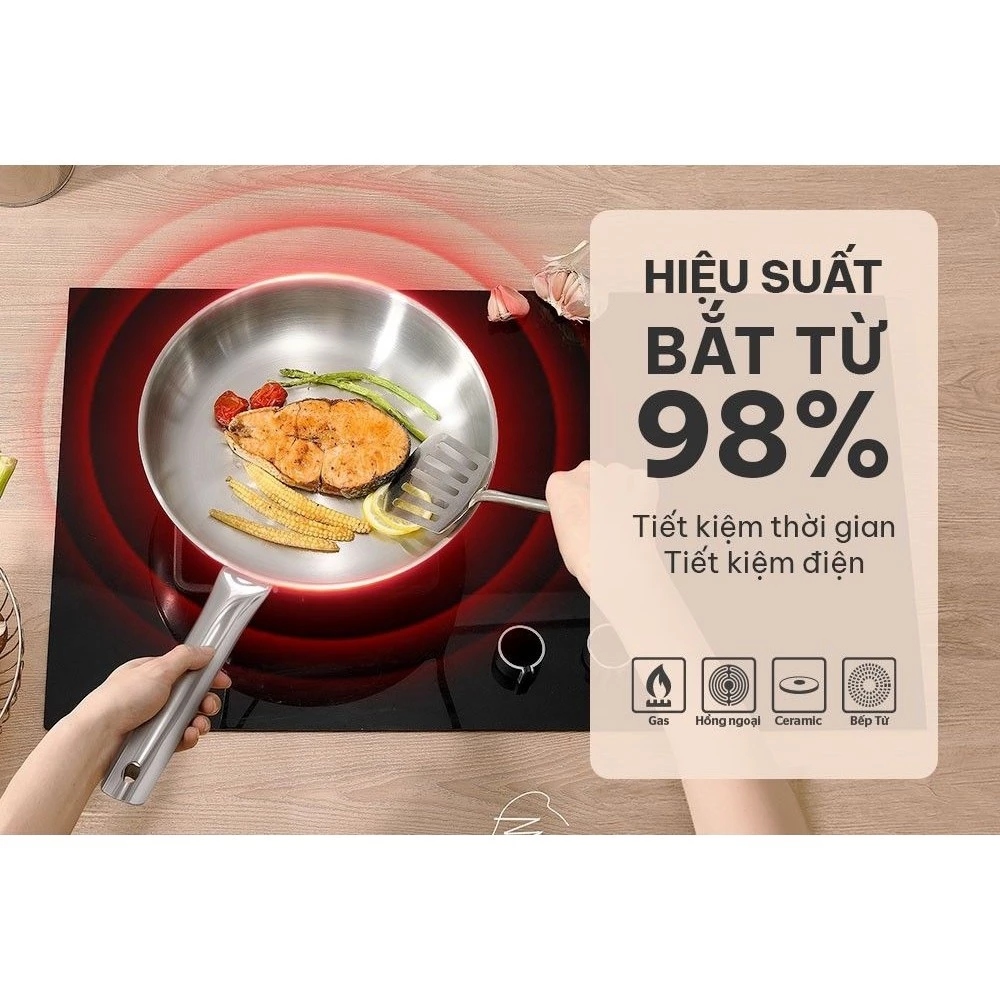 HIỆU SUẤT
BẮT TỪ
98%
Tiết kiệm thời gian
Tiết kiệm điện
Gas
Hồng ngoại
Ceramic
Bếp Từ